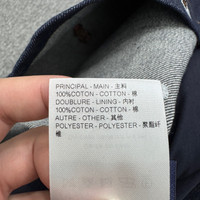 PRINCIPAL - MAIN - 主料
100%COTON - COTTON - 棉
DOUBLURE - LINING - 内衬
100%COTON - COTTON - 棉
AUTRE - OTHER - 其他
POLYESTER - POLYESTER - 聚酯纤
维